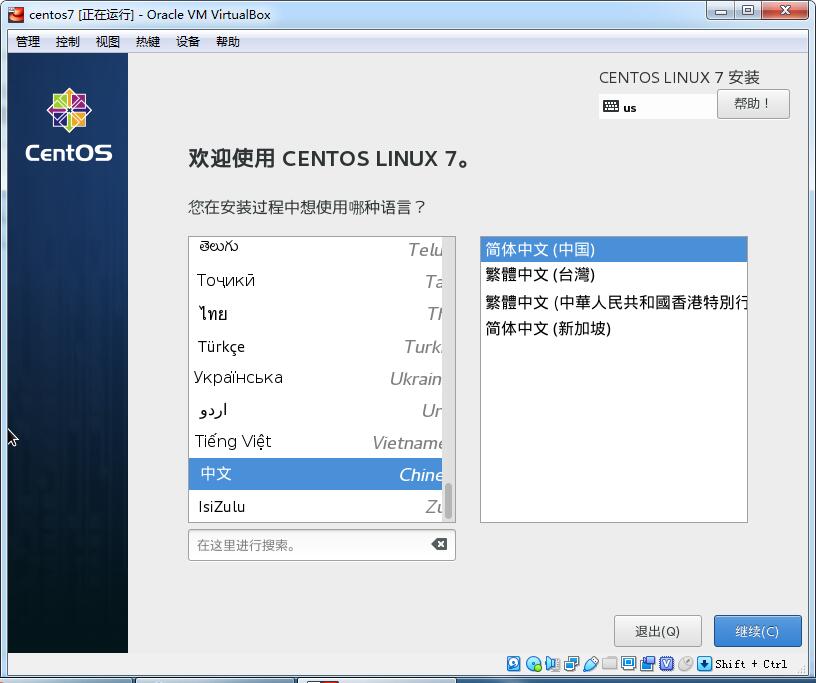 centos7 [正在运行] - Oracle VM VirtualBox
管理 控制 视图 热键 设备 帮助
CentOS
CENTOS LINUX 7 安装
us
帮助！
欢迎使用 CENTOS LINUX 7。
您在安装过程中想使用哪种语言？
తెలుగు Telu
Тоҷикӣ Ta
ไทย Th
Türkçe Turk
Українська Ukrain
اردو Ur
Tiếng Việt Vietname
中文 Chine
IsiZulu Zu
在这里进行搜索。
简体中文 (中国)
繁體中文 (台灣)
繁體中文 (中華人民共和國香港特別行
简体中文 (新加坡)
退出(Q)
继续(C)
Shift + Ctrl